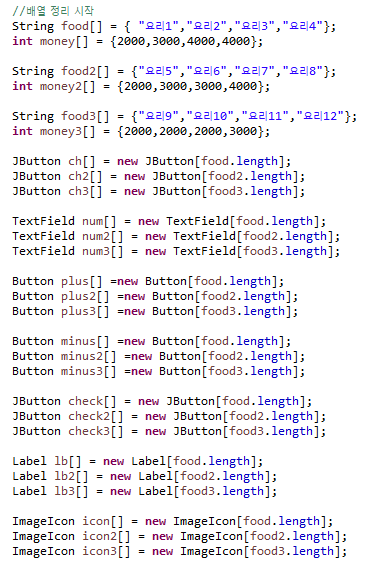 //배열 정리 시작
String food[] = { "요리1","요리2","요리3","요리4"};
int money[] = {2000,3000,4000,4000};
String food2[] = {"요리5","요리6","요리7","요리8"};
int money2[] = {2000,3000,3000,4000};
String food3[] = {"요리9","요리10","요리11","요리12"};
int money3[] = {2000,2000,2000,3000};
JButton ch[] = new JButton[food.length];
JButton ch2[] = new JButton[food2.length];
JButton ch3[] = new JButton[food3.length];
TextField num[] = new TextField[food.length];
TextField num2[] = new TextField[food2.length];
TextField num3[] = new TextField[food3.length];
Button plus[] =new Button[food.length];
Button plus2[] =new Button[food2.length];
Button plus3[] =new Button[food3.length];
Button minus[] =new Button[food.length];
Button minus2[] =new Button[food2.length];
Button minus3[] =new Button[food3.length];
JButton check[] = new JButton[food.length];
JButton check2[] = new JButton[food2.length];
JButton check3[] = new JButton[food3.length];
Label lb[] = new Label[food.length];
Label lb2[] = new Label[food2.length];
Label lb3[] = new Label[food3.length];
ImageIcon icon[] = new ImageIcon[food.length];
ImageIcon icon2[] = new ImageIcon[food2.length];
ImageIcon icon3[] = new ImageIcon[food3.length];